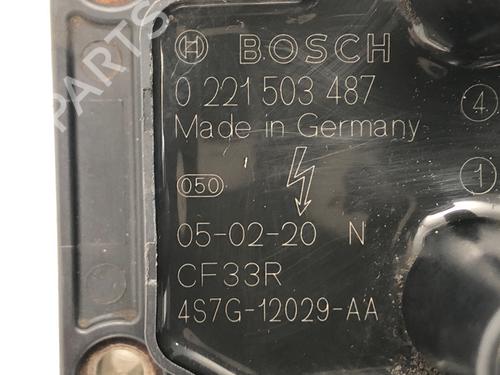 BOSCH
0 221 503 487
Made in Germany
4
1
050
05-02-20 N
CF33R
4S7G-12029-AA
PARTS